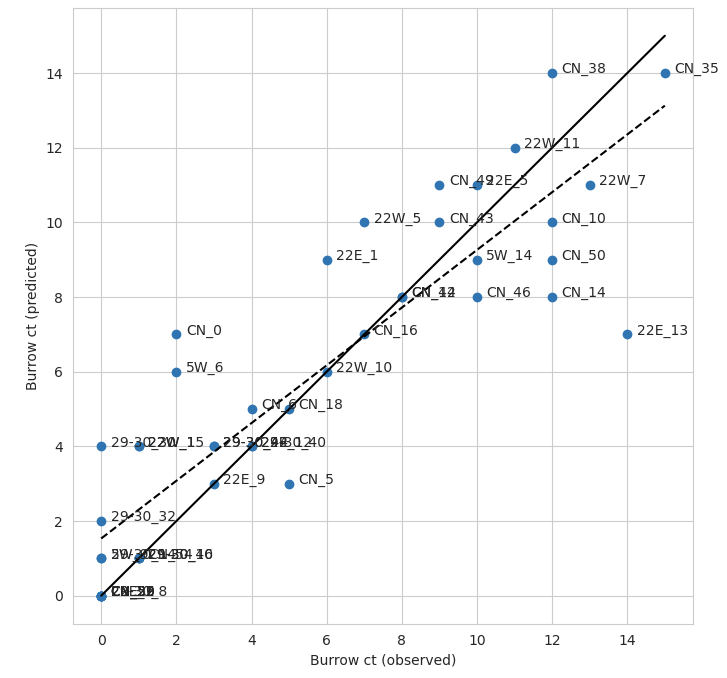 CN_38
CN_35
14
22W_11
12
CN_49
22E_5
22W_7
22W_5
CN_43
CN_10
10
22E_1
5W_14
CN_50
CN_46
CN_14
8
CN_0
CN_16
22E_13
5W_6
22W_10
6
CN_6
CN_18
4
22E_9
CN_5
29-30_32
2
0
0
2
4
6
8
10
12
14
Burrow ct (observed)
Burrow ct (predicted)